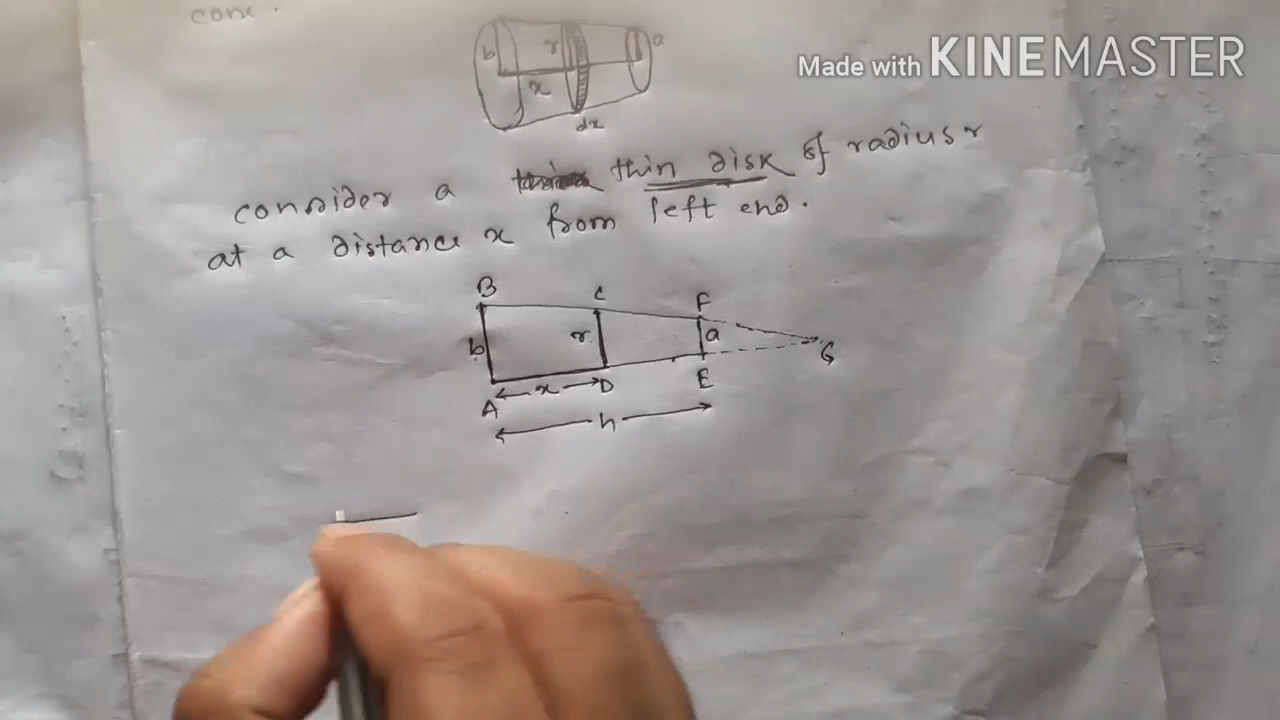 conx.
Made with KINEMASTER
b r a
x
dx
consider a thin disk of radius r
at a distance x from left end.
B C F
b r a
G
x D E
A
h